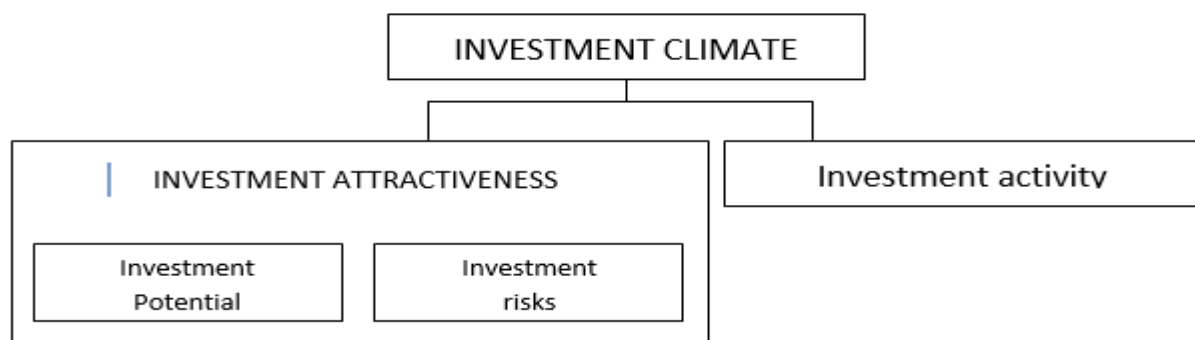 INVESTMENT CLIMATE
INVESTMENT ATTRACTIVENESS
Investment activity
Investment
Potential
Investment
risks